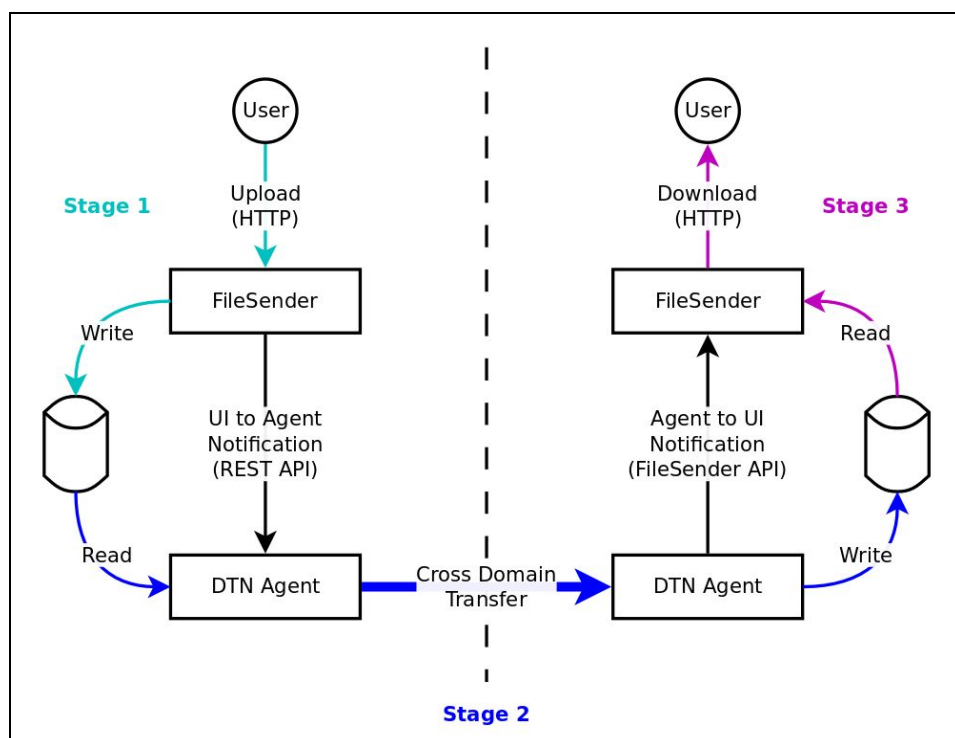 User
User
Stage 1
Upload
(HTTP)
Download
(HTTP)
Stage 3
FileSender
FileSender
Write
Read
UI to Agent
Notification
(REST API)
Agent to UI
Notification
(FileSender API)
Read
DTN Agent
Cross Domain
Transfer
DTN Agent
Write
Stage 2